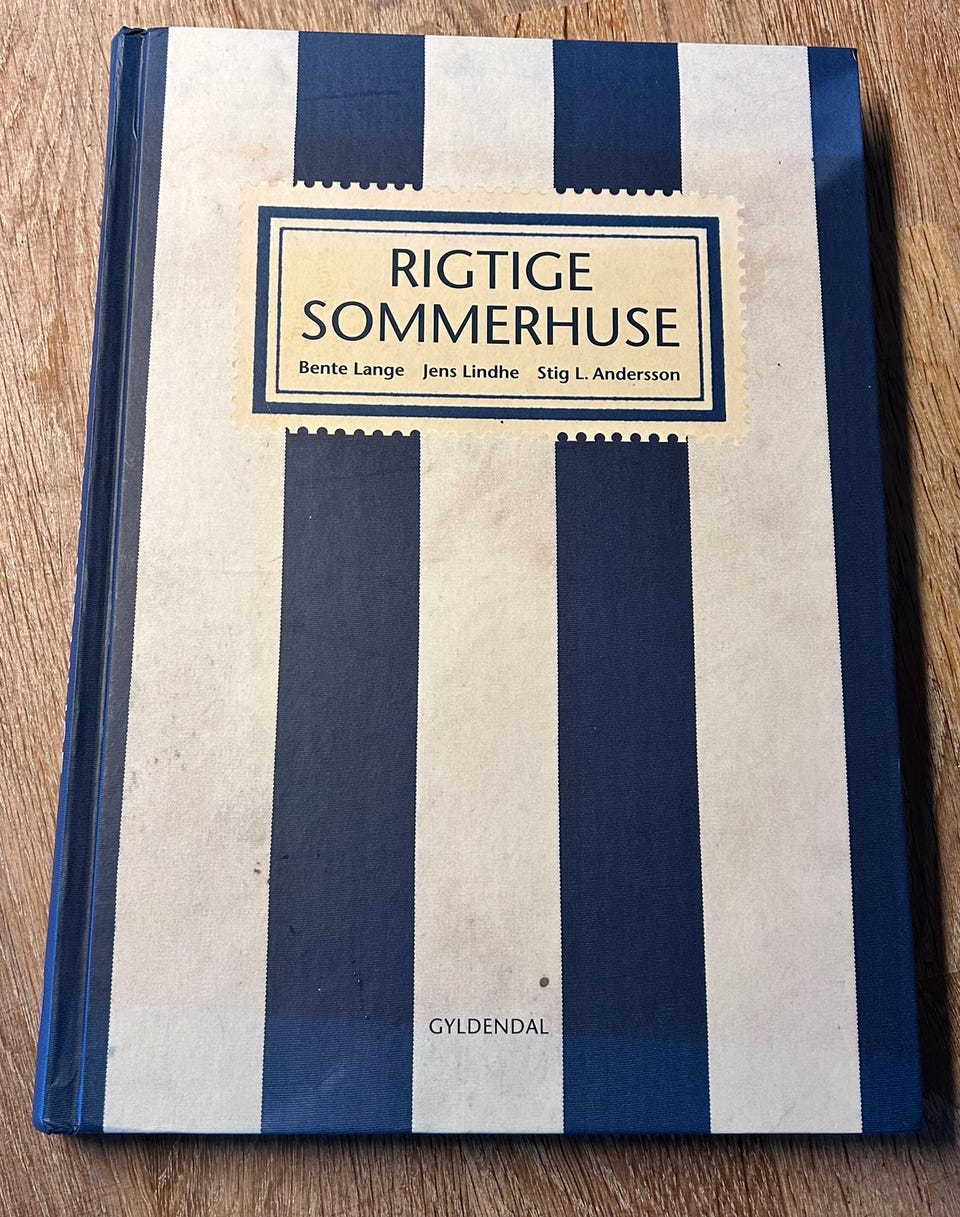 RIGTIGE
SOMMERHUSE
Bente Lange Jens Lindhe Stig L. Andersson
GYLDENDAL